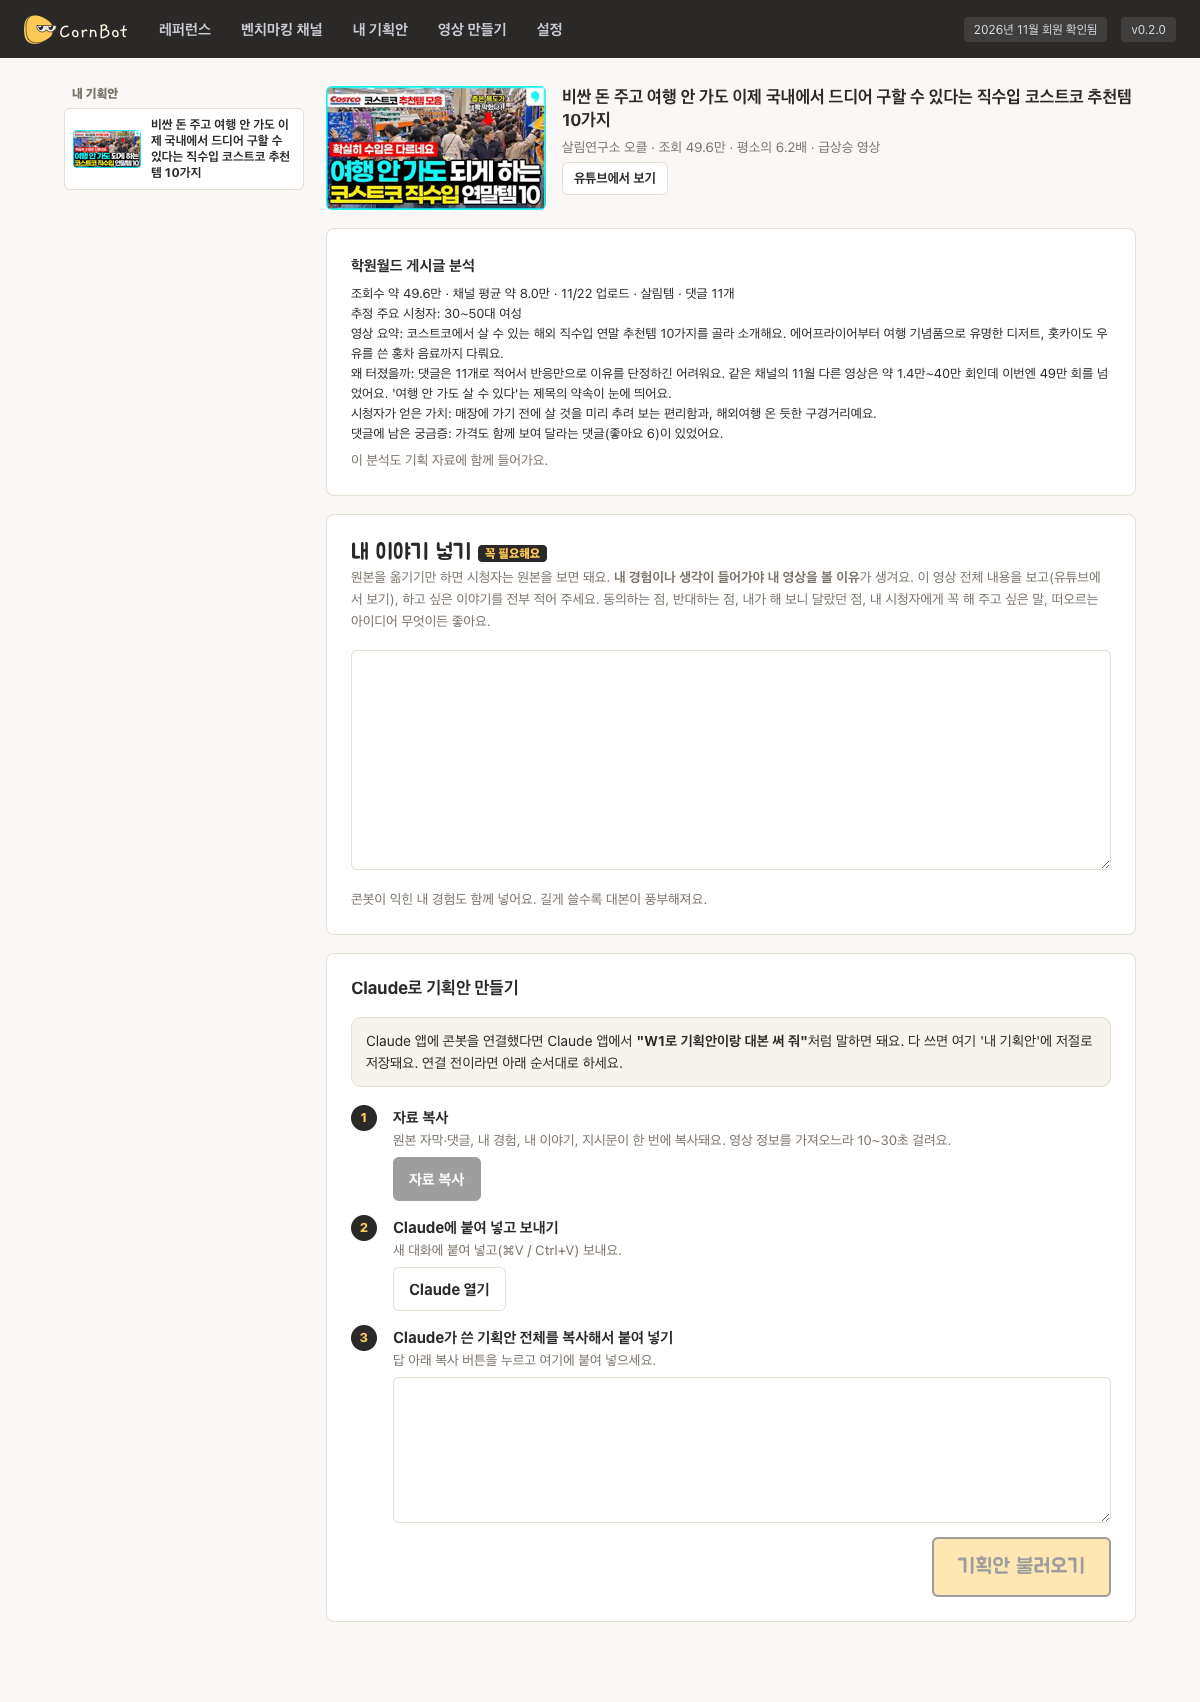 CornBot
레퍼런스
벤치마킹 채널
내 기획안
영상 만들기
설정
2026년 11월 회원 확인됨
v0.2.0
내 기획안
비싼 돈 주고 여행 안 가도 이
제 국내에서 드디어 구할 수
있다는 직수입 코스트코 추천
템 10가지
COSTCO 코스트코 추천템 모음
확실히 수입은 다르네요
여행 안 가도 되게 하는
코스트코 직수입 연말템 10
비싼 돈 주고 여행 안 가도 이제 국내에서 드디어 구할 수 있다는 직수입 코스트코 추천템
10가지
살림연구소 오클 · 조회 49.6만 · 평소의 6.2배 · 급상승 영상
유튜브에서 보기
학원월드 게시글 분석
조회수 약 49.6만 · 채널 평균 약 8.0만 · 11/22 업로드 · 살림템 · 댓글 11개
추정 주요 시청자: 30~50대 여성
영상 요약: 코스트코에서 살 수 있는 해외 직수입 연말 추천템 10가지를 골라 소개해요. 에어프라이어부터 여행 기념품으로 유명한 디저트, 홋카이도 우
유를 쓴 홍차 음료까지 다뤄요.
왜 터졌을까: 댓글은 11개로 적어서 반응만으로 이유를 단정하긴 어려워요. 같은 채널의 11월 다른 영상은 약 1.4만~40만 회인데 이번엔 49만 회를 넘
었어요. '여행 안 가도 살 수 있다'는 제목의 약속이 눈에 띄어요.
시청자가 얻은 가치: 매장에 가기 전에 살 것을 미리 추려 보는 편리함과, 해외여행 온 듯한 구경거리예요.
댓글에 남은 궁금증: 가격도 함께 보여 달라는 댓글(좋아요 6)이 있었어요.
이 분석도 기획 자료에 함께 들어가요.
내 이야기 넣기 꼭 필요해요
원본을 옮기기만 하면 시청자는 원본을 보면 돼요. 내 경험이나 생각이 들어가야 내 영상을 볼 이유가 생겨요. 이 영상 전체 내용을 보고(유튜브에
서 보기), 하고 싶은 이야기를 전부 적어 주세요. 동의하는 점, 반대하는 점, 내가 해 보니 달랐던 점, 내 시청자에게 꼭 해 주고 싶은 말, 떠오르는
아이디어 무엇이든 좋아요.
콘봇이 익힌 내 경험도 함께 넣어요. 길게 쓸수록 대본이 풍부해져요.
Claude로 기획안 만들기
Claude 앱에 콘봇을 연결했다면 Claude 앱에서 "W1로 기획안이랑 대본 써 줘"처럼 말하면 돼요. 다 쓰면 여기 '내 기획안'에 저절로
저장돼요. 연결 전이라면 아래 순서대로 하세요.
1 자료 복사
원본 자막·댓글, 내 경험, 내 이야기, 지시문이 한 번에 복사돼요. 영상 정보를 가져오느라 10~30초 걸려요.
자료 복사
2 Claude에 붙여 넣고 보내기
새 대화에 붙여 넣고(⌘V / Ctrl+V) 보내요.
Claude 열기
3 Claude가 쓴 기획안 전체를 복사해서 붙여 넣기
답 아래 복사 버튼을 누르고 여기에 붙여 넣으세요.
기획안 불러오기